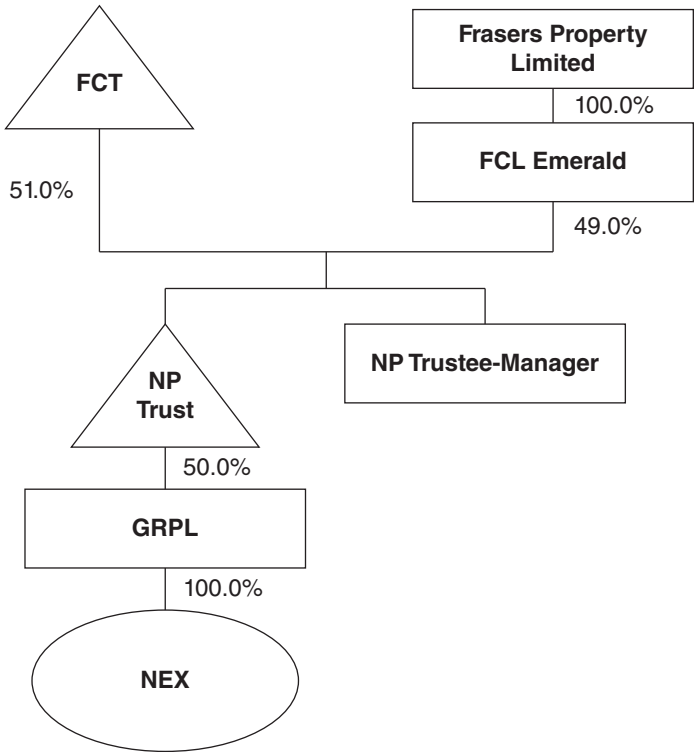 FCT
Frasers Property
Limited
100.0%
FCL Emerald
51.0%
49.0%
NP
Trust
NP Trustee-Manager
50.0%
GRPL
100.0%
NEX